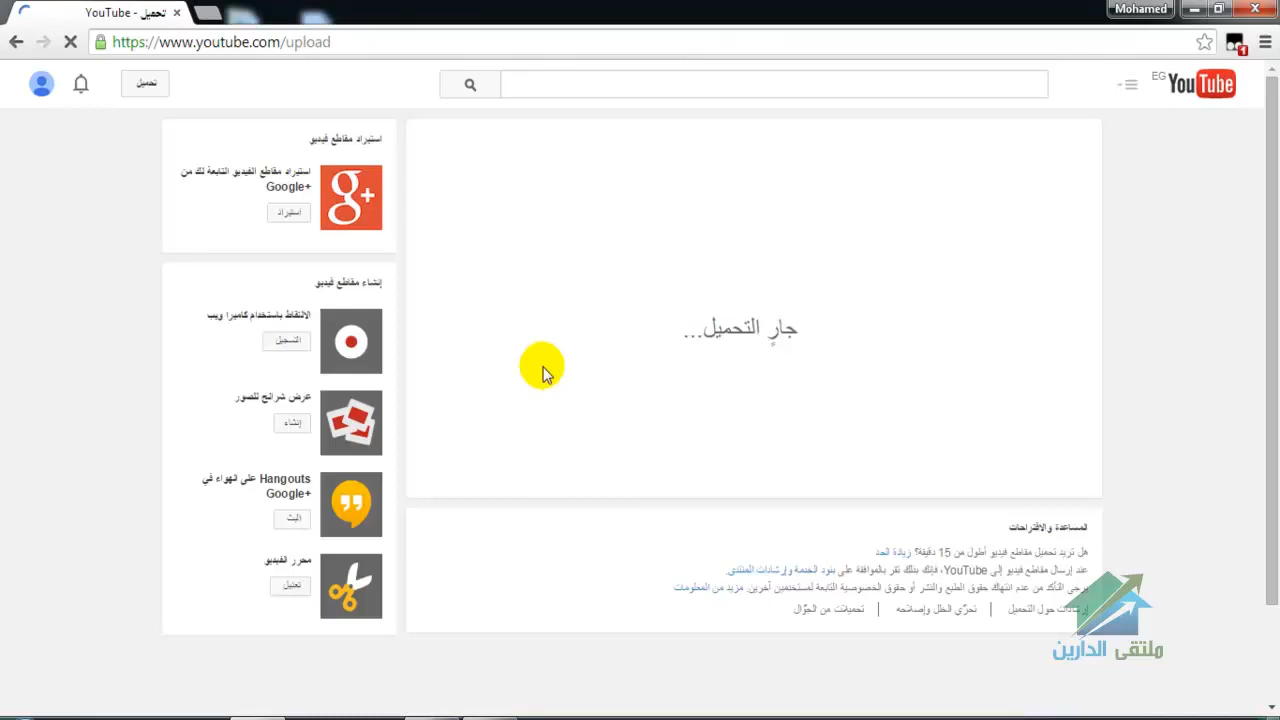 YouTube - تحميل
Mohamed
https://www.youtube.com/upload
1
YouTube EG
تحميل
استيراد مقاطع فيديو
استيراد مقاطع الفيديو التابعة لك من
Google+
g+
استيراد
إنشاء مقاطع فيديو
الالتقاط باستخدام كاميرا ويب
التسجيل
عرض شرائح للصور
إنشاء
Hangouts على الهواء في
Google+
البث
محرر الفيديو
تعديل
جارٍ التحميل...
المساعدة والاقتراحات
هل تريد تحميل مقاطع فيديو أطول من 15 دقيقة؟ زيادة الحد
عند إرسال مقاطع فيديو إلى YouTube، فإنك بذلك تقر بالموافقة على بنود الخدمة وإرشادات المنتدى.
يرجى التأكد من عدم انتهاك حقوق الطبع والنشر أو حقوق الخصوصية التابعة لمستخدمين آخرين. مزيد من المعلومات
إرشادات حول التحميل | تحرّي الخلل وإصلاحه | تحميلات من الجوَّال
ملتقى الدارين